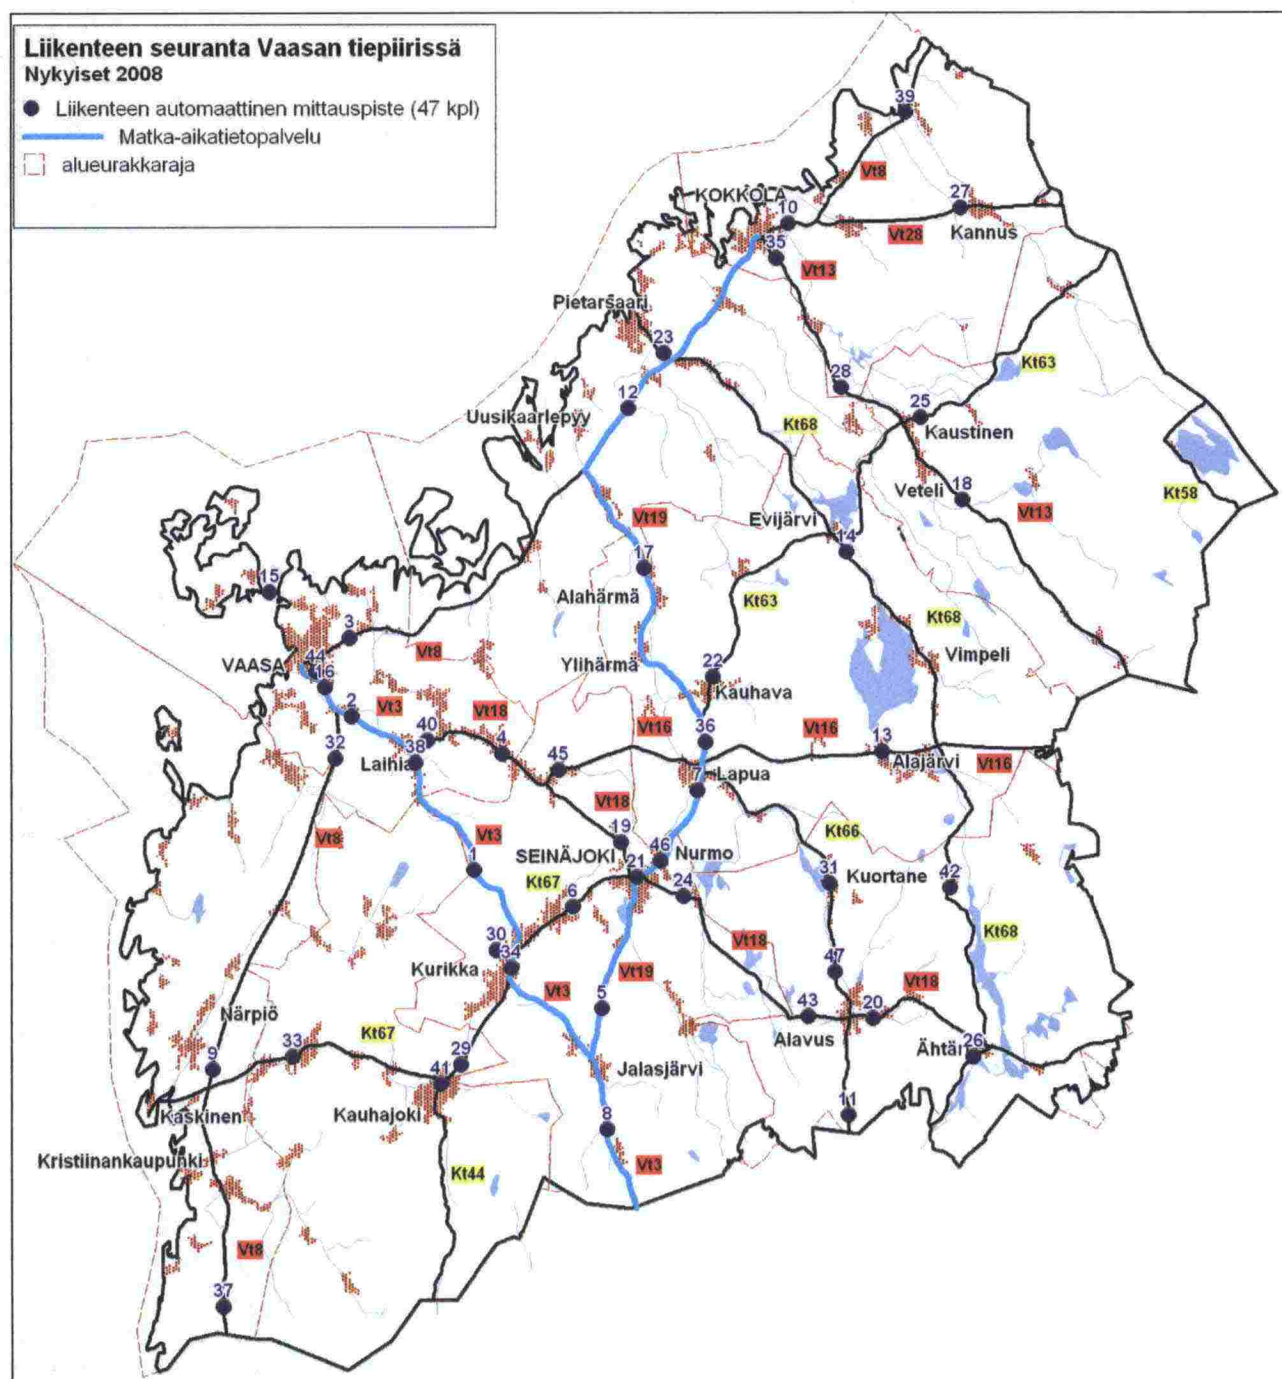 Liikenteen seuranta Vaasan tiepiirissä
Nykyiset 2008
Liikenteen automaattinen mittauspiste (47 kpl)
Matka-aikatietopalvelu
alueurakkaraja
39
Vt8
KOKKOLA
10
27
Vt28
Kannus
35
Vt13
Pietarsaari
23
28
Kt63
12
25
Uusikaarlepyy
Kt68
Kaustinen
Veteli
18
Kt58
Vt19
Evijärvi
Vt13
14
17
15
Alahärmä
Kt63
3
Kt68
Vt8
44
VAASA
Ylihärmä
Vimpeli
16
22
Kauhava
2
Vt3
Vt18
Vt16
40
36
Vt16
32
38
4
13
Laihia
45
Alajärvi
Vt16
7
Lapua
Vt18
Vt8
Vt3
19
Kt66
SEINÄJOKI
46
Nurmo
1
21
Kt67
31
Kuortane
42
6
24
30
Vt18
Kt68
34
Kurikka
Vt19
47
Vt3
Vt18
5
Närpiö
43
20
33
Kt67
Alavus
26
9
29
Ähtäri
41
Jalasjärvi
Kaskinen
Kauhajoki
11
8
Kristiinankaupunki
Kt44
Vt3
Vt8
37